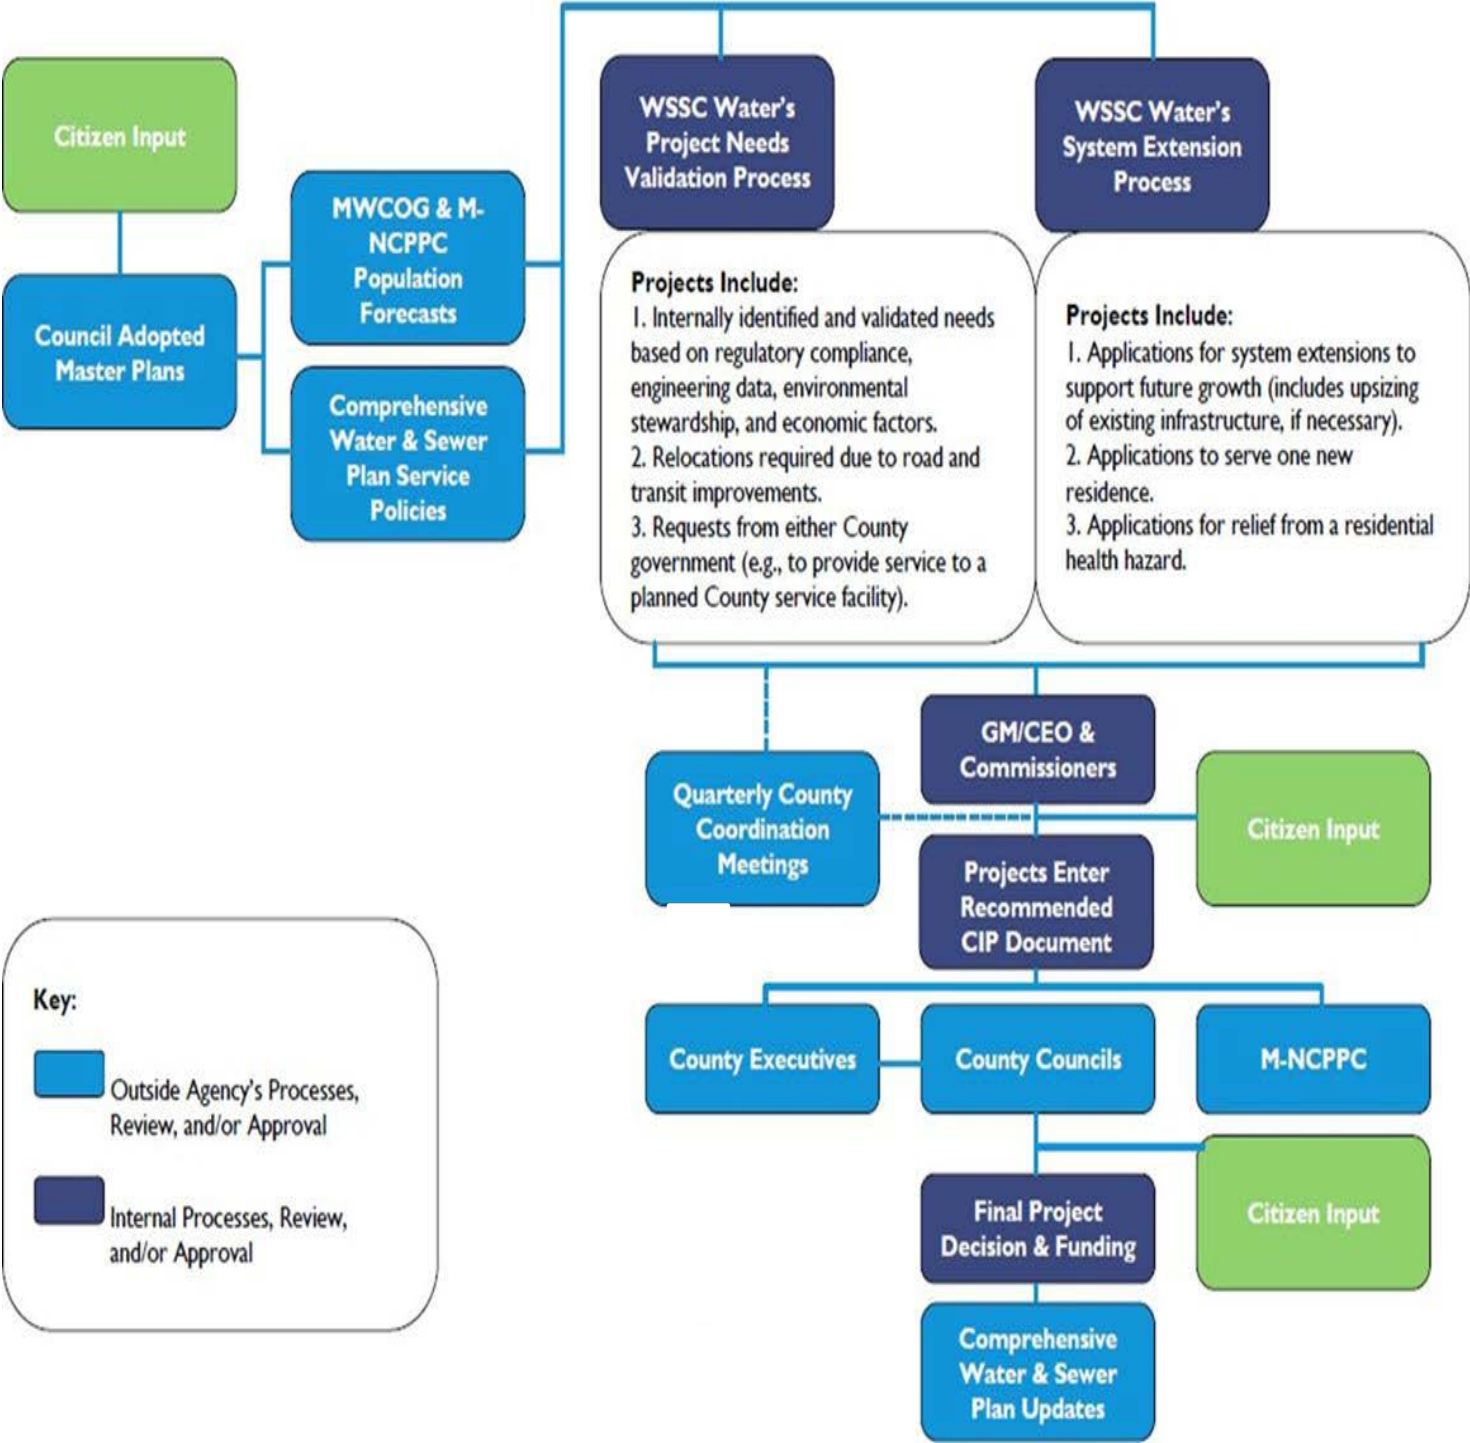 Citizen Input
Council Adopted
Master Plans
MWCOG & M-
NCPPC
Population
Forecasts
Comprehensive
Water & Sewer
Plan Service
Policies
WSSC Water's
Project Needs
Validation Process
Projects Include:
1. Internally identified and validated needs
based on regulatory compliance,
engineering data, environmental
stewardship, and economic factors.
2. Relocations required due to road and
transit improvements.
3. Requests from either County
government (e.g., to provide service to a
planned County service facility).
WSSC Water's
System Extension
Process
Projects Include:
1. Applications for system extensions to
support future growth (includes upsizing
of existing infrastructure, if necessary).
2. Applications to serve one new
residence.
3. Applications for relief from a residential
health hazard.
GM/CEO &
Commissioners
Quarterly County
Coordination
Meetings
Citizen Input
Projects Enter
Recommended
CIP Document
County Executives
County Councils
M-NCPPC
Citizen Input
Final Project
Decision & Funding
Comprehensive
Water & Sewer
Plan Updates
Key:
Outside Agency's Processes,
Review, and/or Approval
Internal Processes, Review,
and/or Approval